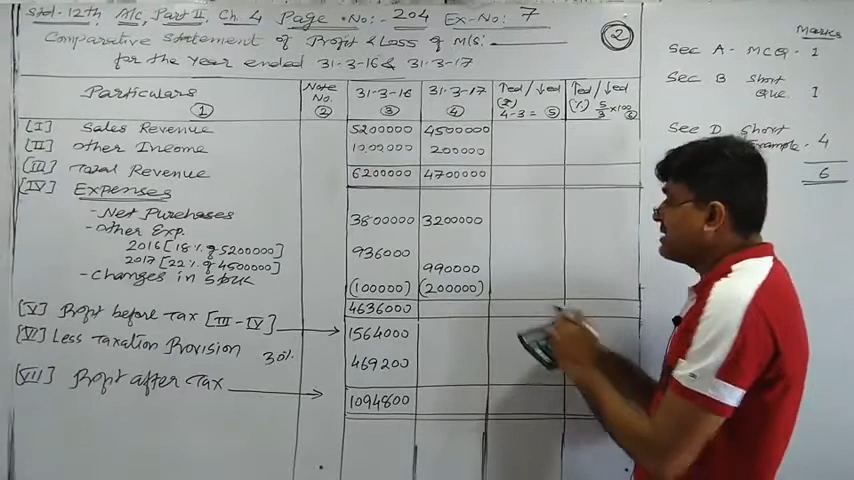 Std-12th A/c, Part II, Ch. 4 Page No:- 204 Ex-No: 7
Comparative Statement of Profit & Loss of M/S:
for the Year ended 31-3-16 & 31-3-17
2
Particulars 1
Note No. 2
31-3-16 3
31-3-17 4
↑ed/↓ed (₹) 4-3 = 5
↑ed/↓ed (%) 5/3 x100 6
[I] Sales Revenue 5200000 4500000
[II] Other Income 1000000 200000
[III] Total Revenue 6200000 4700000
[IV] Expenses
- Net Purchases 3800000 3200000
- Other Exp.
2016 [18% of 5200000] 936000
2017 [22% of 4500000] 990000
- Changes in Stock (100000) (200000)
4636000
[V] Profit before Tax [III - IV] 1564000
[VI] Less Taxation Provision 30% 469200
[VII] Profit after Tax 1094800
Marks
Sec A - MCQ - 1
Sec B Short Que. 1
Sec D Short
Example - 4
6